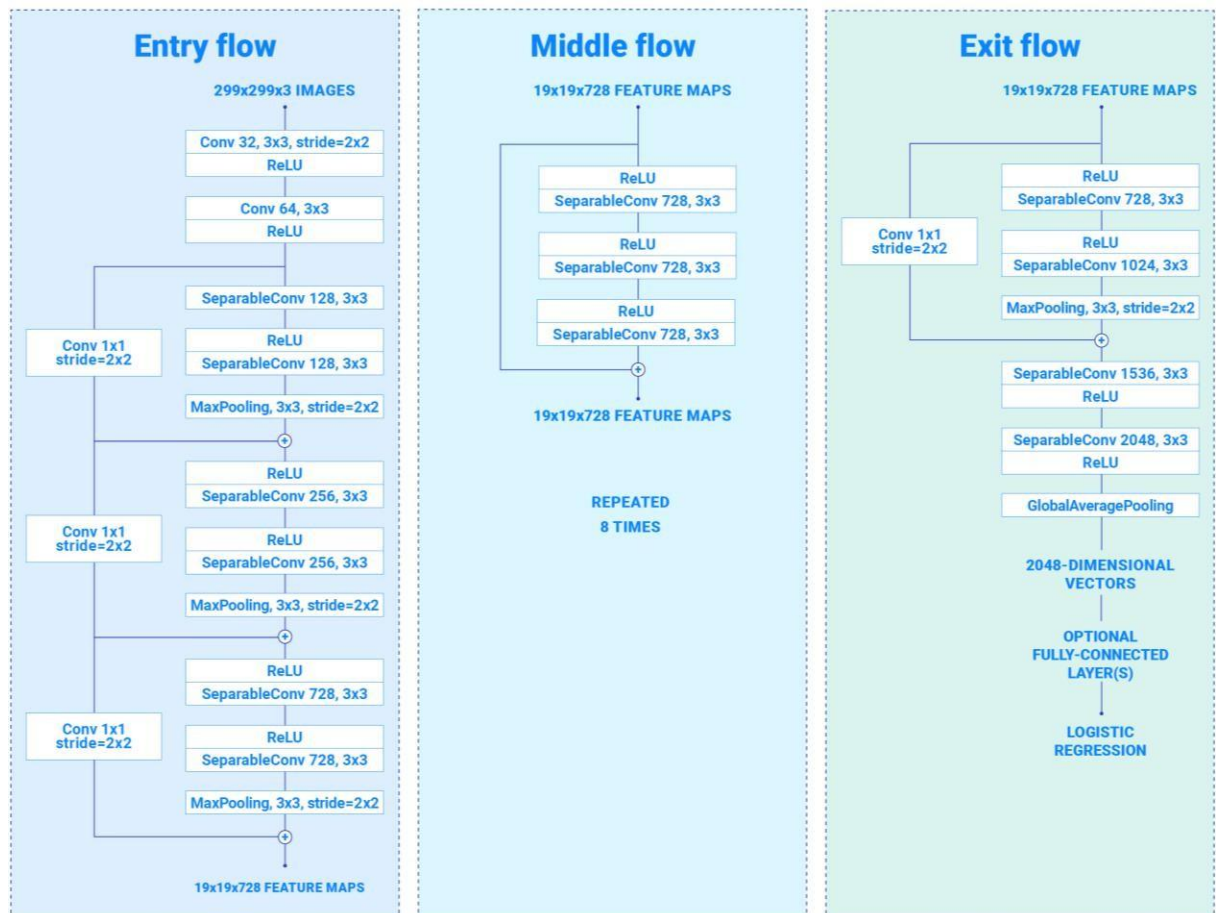 Entry flow
299x299x3 IMAGES
Conv 32, 3x3, stride=2x2
ReLU
Conv 64, 3x3
ReLU
SeparableConv 128, 3x3
Conv 1x1
stride=2x2
ReLU
SeparableConv 128, 3x3
MaxPooling, 3x3, stride=2x2
+
ReLU
SeparableConv 256, 3x3
Conv 1x1
stride=2x2
ReLU
SeparableConv 256, 3x3
MaxPooling, 3x3, stride=2x2
+
ReLU
SeparableConv 728, 3x3
Conv 1x1
stride=2x2
ReLU
SeparableConv 728, 3x3
MaxPooling, 3x3, stride=2x2
+
19x19x728 FEATURE MAPS
Middle flow
19x19x728 FEATURE MAPS
ReLU
SeparableConv 728, 3x3
ReLU
SeparableConv 728, 3x3
ReLU
SeparableConv 728, 3x3
+
19x19x728 FEATURE MAPS
REPEATED
8 TIMES
Exit flow
19x19x728 FEATURE MAPS
ReLU
SeparableConv 728, 3x3
Conv 1x1
stride=2x2
ReLU
SeparableConv 1024, 3x3
MaxPooling, 3x3, stride=2x2
+
SeparableConv 1536, 3x3
ReLU
SeparableConv 2048, 3x3
ReLU
GlobalAveragePooling
2048-DIMENSIONAL
VECTORS
OPTIONAL
FULLY-CONNECTED
LAYER(S)
LOGISTIC
REGRESSION